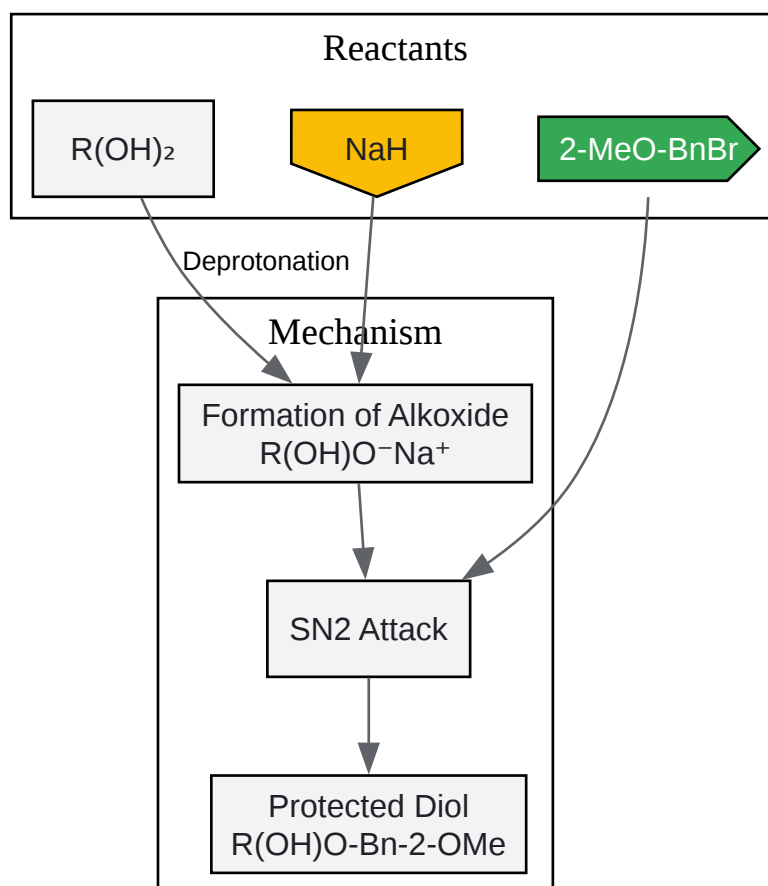 Reactants
R(OH)₂
NaH
2-MeO-BnBr
Deprotonation
Mechanism
Formation of Alkoxide
R(OH)O⁻Na⁺
SN2 Attack
Protected Diol
R(OH)O-Bn-2-OMe